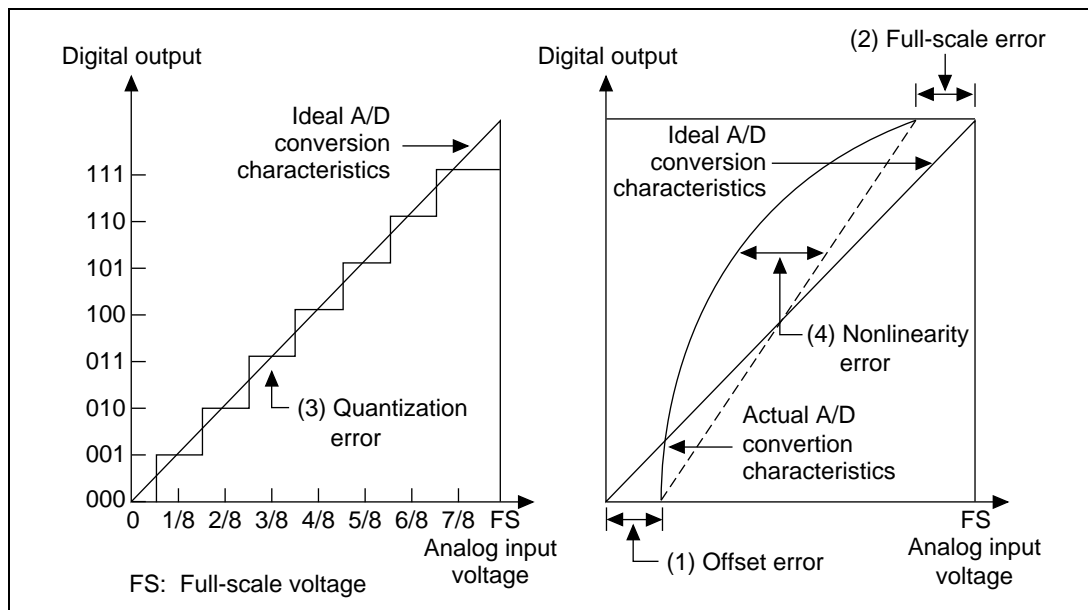 Digital output
Ideal A/D
conversion
characteristics
111
110
101
100
011
010
001
000
(3) Quantization
error
0
1/8
2/8
3/8
4/8
5/8
6/8
7/8
FS
Analog input
voltage
FS: Full-scale voltage
(2) Full-scale error
Digital output
Ideal A/D
conversion
characteristics
(4) Nonlinearity
error
Actual A/D
convertion
characteristics
FS
Analog input
voltage
(1) Offset error